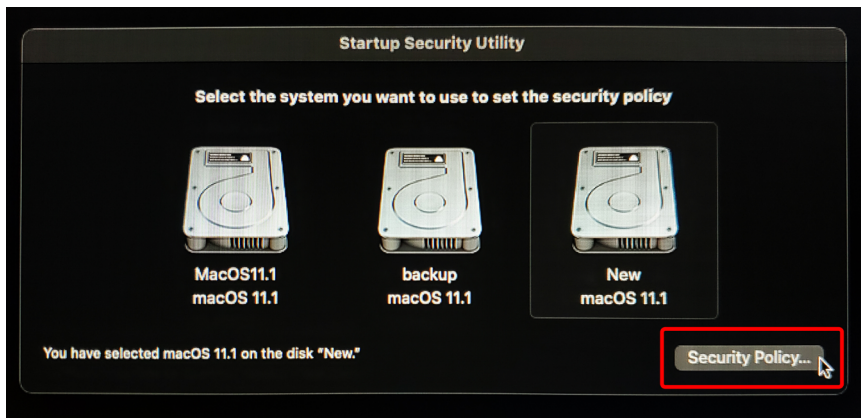 Startup Security Utility
Select the system you want to use to set the security policy
MacOS11.1
macOS 11.1
backup
macOS 11.1
New
macOS 11.1
You have selected macOS 11.1 on the disk "New."
Security Policy...